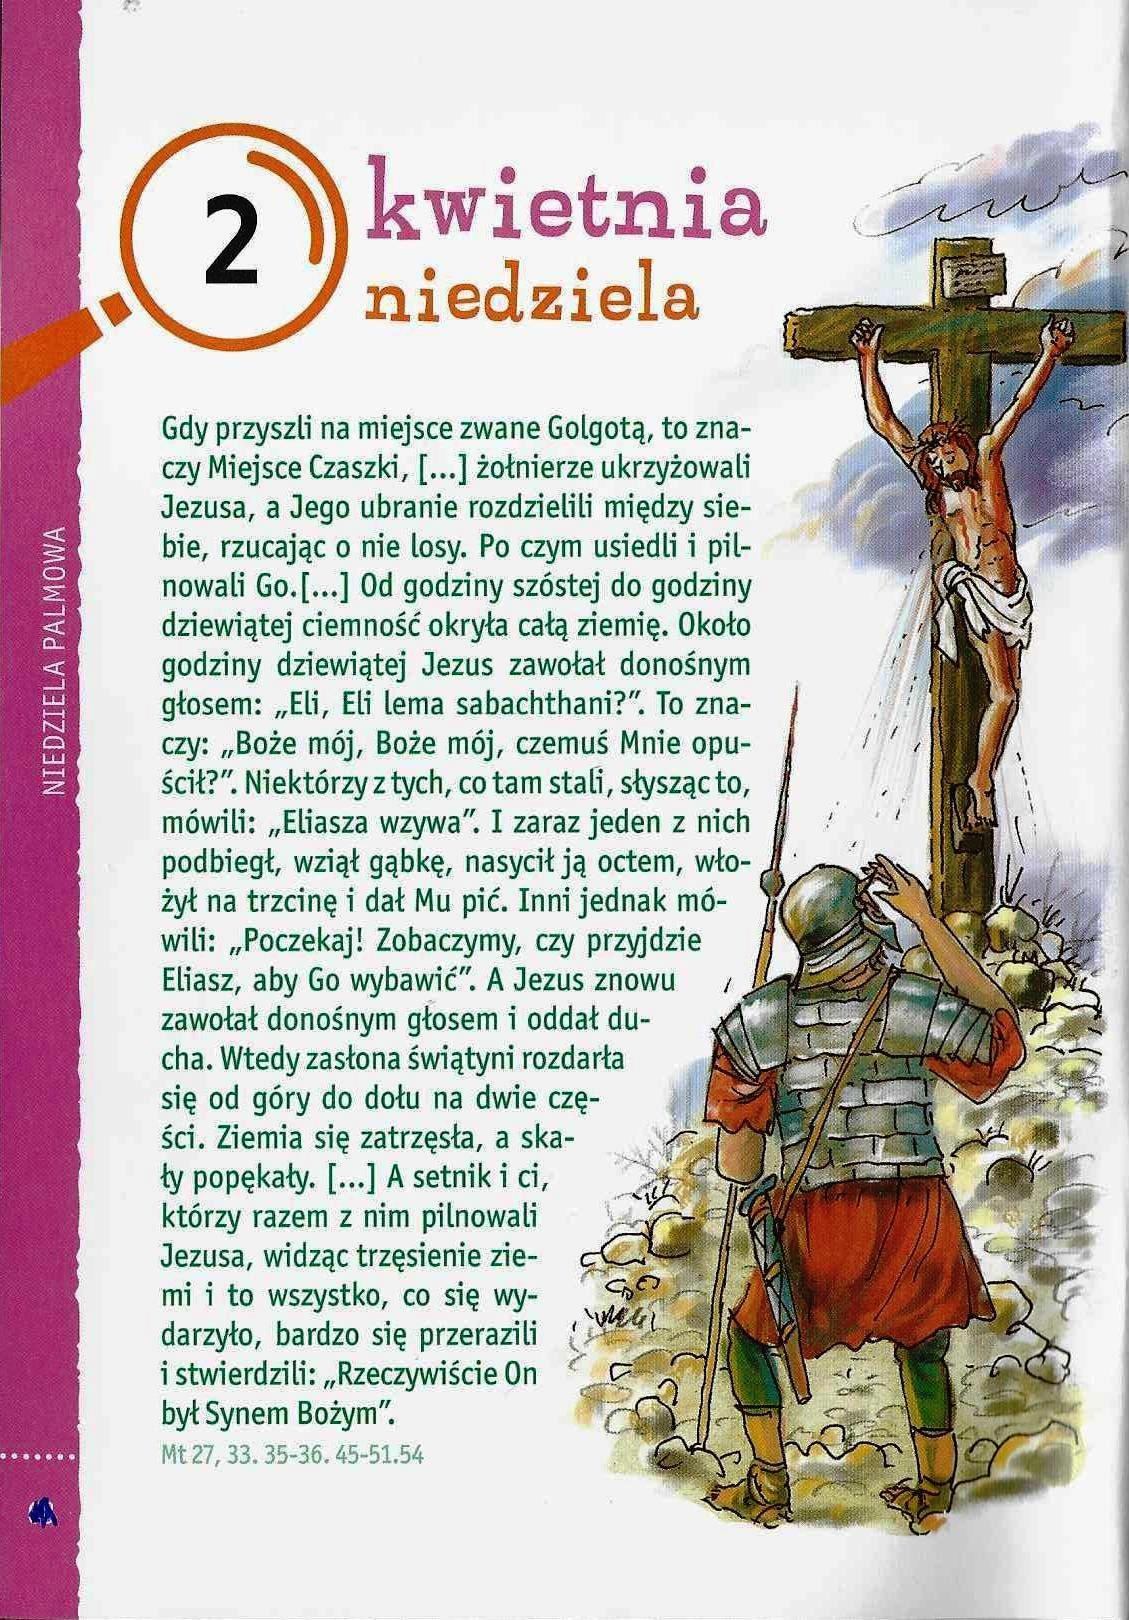 2
kwietnia
niedziela
Gdy przyszli na miejsce zwane Golgotą, to zna-
czy Miejsce Czaszki, [...] żołnierze ukrzyżowali
Jezusa, a Jego ubranie rozdzielili między sie-
bie, rzucając o nie losy. Po czym usiedli i pil-
nowali Go.[...] Od godziny szóstej do godziny
dziewiątej ciemność okryła całą ziemię. Około
godziny dziewiątej Jezus zawołał donośnym
głosem: „Eli, Eli lema sabachthani?”. To zna-
czy: „Boże mój, Boże mój, czemuś Mnie opu-
ścił?”. Niektórzy z tych, co tam stali, słysząc to,
mówili: „Eliasza wzywa”. I zaraz jeden z nich
podbiegł, wziął gąbkę, nasycił ją octem, wło-
żył na trzcinę i dał Mu pić. Inni jednak mó-
wili: „Poczekaj! Zobaczymy, czy przyjdzie
Eliasz, aby Go wybawić”. A Jezus znowu
zawołał donośnym głosem i oddał du-
cha. Wtedy zasłona świątyni rozdarła
się od góry do dołu na dwie czę-
ści. Ziemia się zatrzęsła, a ska-
ły popękały. [...] A setnik i ci,
którzy razem z nim pilnowali
Jezusa, widząc trzęsienie zie-
mi i to wszystko, co się wy-
darzyło, bardzo się przerazili
i stwierdzili: „Rzeczywiście On
był Synem Bożym”.
Mt 27, 33. 35-36. 45-51.54
NIEDZIELA PALMOWA